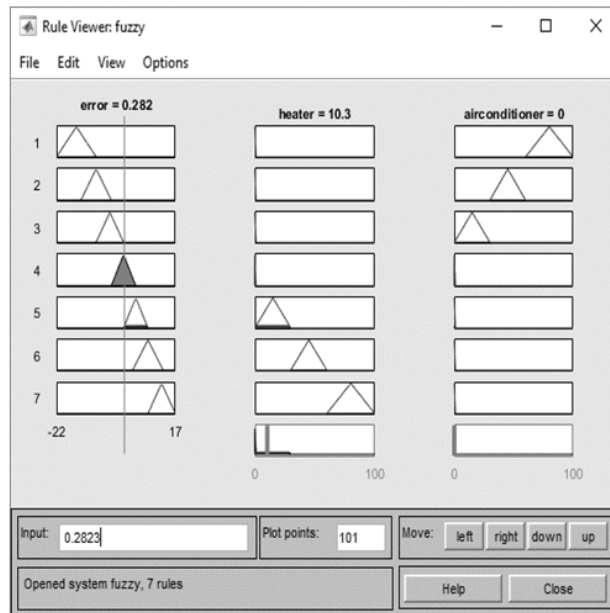 Rule Viewer: fuzzy
File Edit View Options
error = 0.282 heater = 10.3 airconditioner = 0
1
2
3
4
5
6
7
-22 17
0 100 0 100
Input: 0.2823 Plot points: 101 Move: left right down up
Opened system fuzzy, 7 rules Help Close